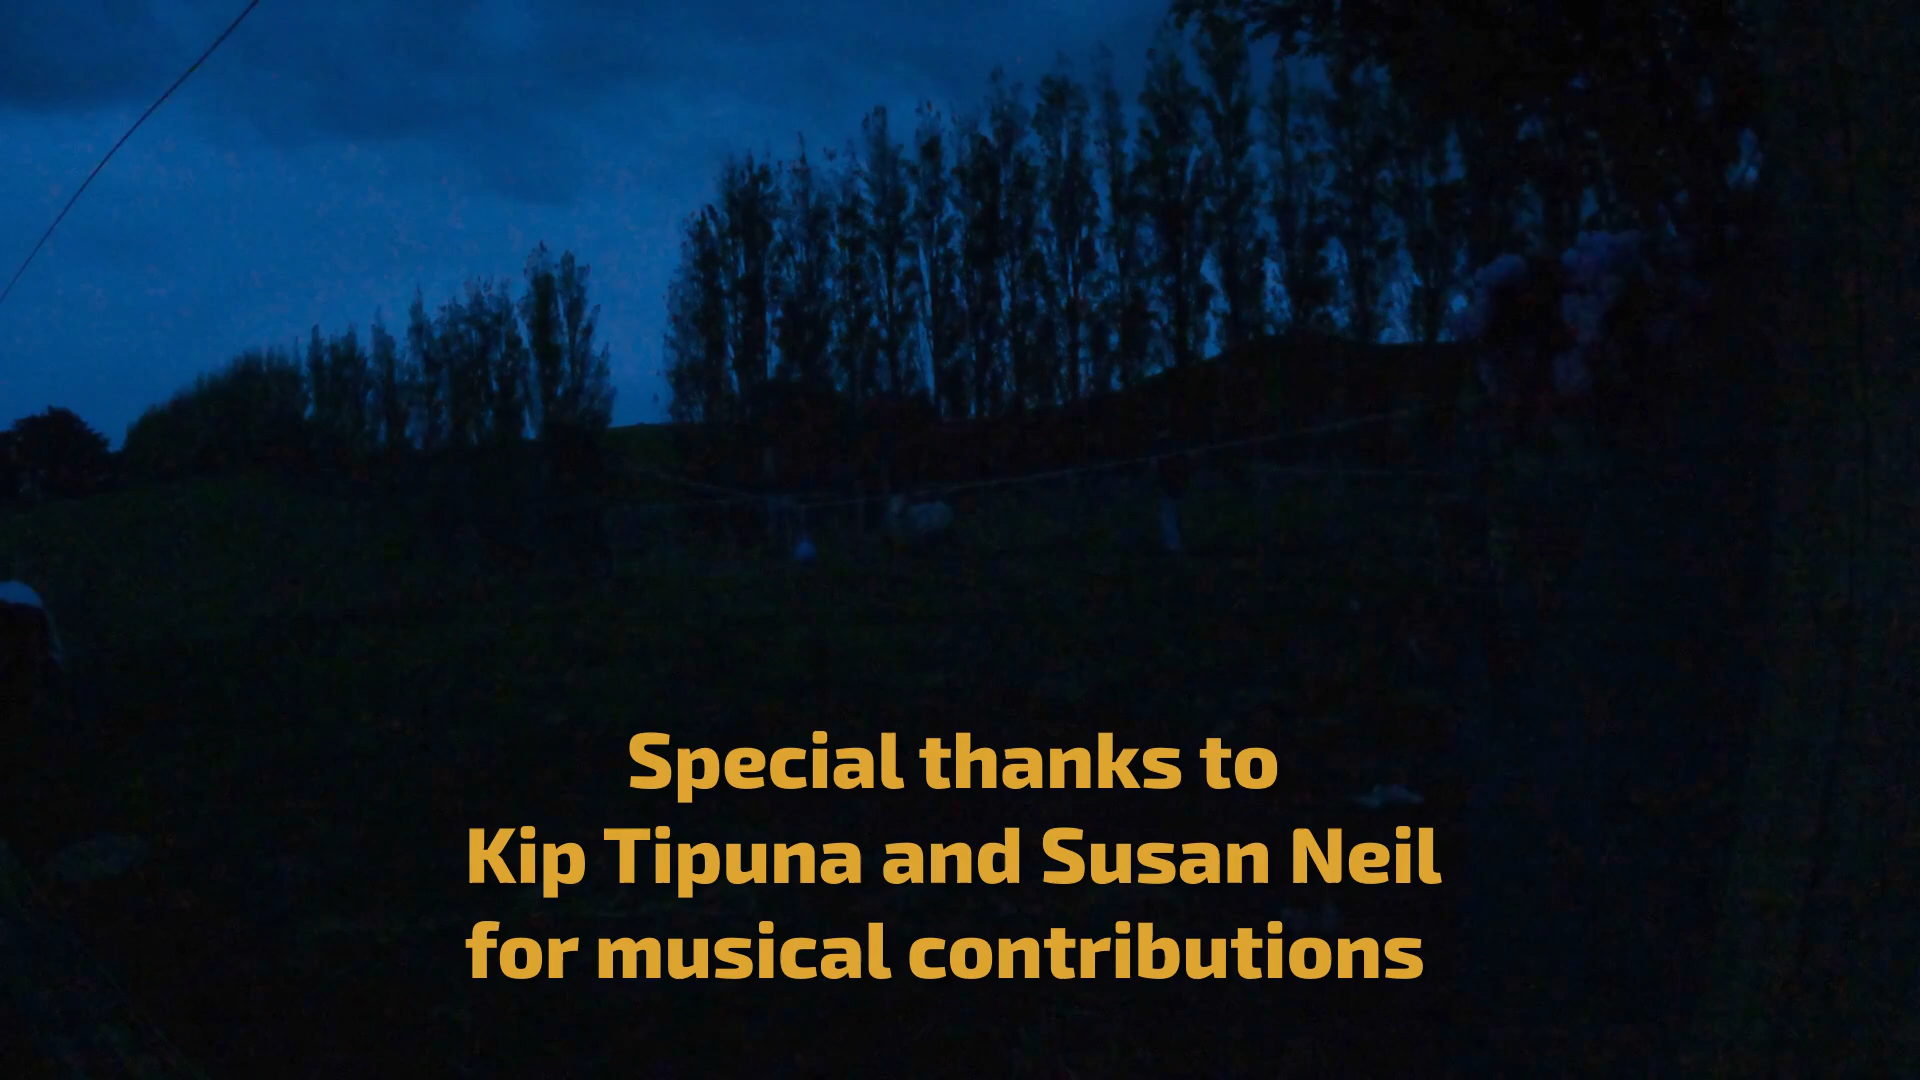 Special thanks to
Kip Tipuna and Susan Neil
for musical contributions